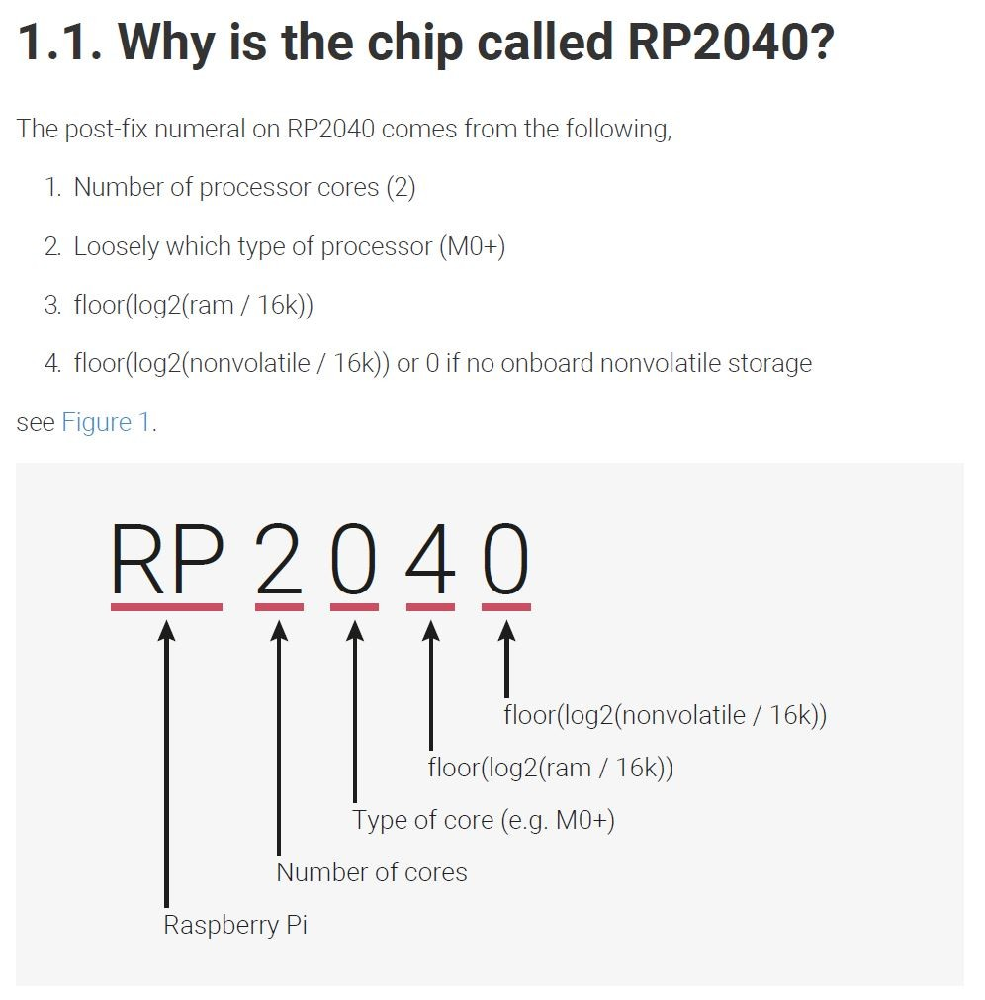 1.1. Why is the chip called RP2040?
The post-fix numeral on RP2040 comes from the following,
1. Number of processor cores (2)
2. Loosely which type of processor (M0+)
3. floor(log2(ram / 16k))
4. floor(log2(nonvolatile / 16k)) or 0 if no onboard nonvolatile storage
see Figure 1.
RP 2 0 4 0
floor(log2(nonvolatile / 16k))
floor(log2(ram / 16k))
Type of core (e.g. M0+)
Number of cores
Raspberry Pi